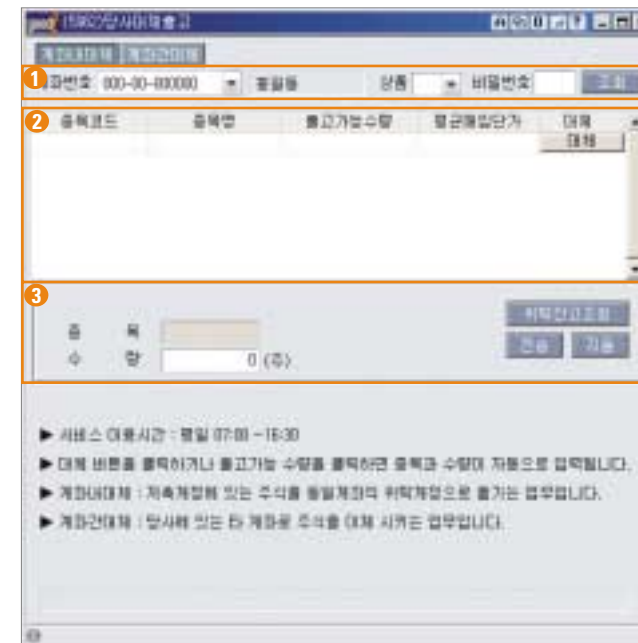 계좌내대체 계좌간대체
1 계좌번호 000-00-000000 홍길동 상품 비밀번호 조회
2 종목코드 종목명 출고가능수량 평균매입단가 대체
대체
3
위탁잔고조회
종 목
전송 지움
수 량 0 (주)
▶ 서비스 이용시간 : 평일 07:00 ~ 16:30
▶ 대체 버튼을 클릭하거나 출고가능 수량을 클릭하면 종목과 수량이 자동으로 입력됩니다.
▶ 계좌내대체 : 저축계정에 있는 주식을 동일계좌의 위탁계정으로 옮기는 업무입니다.
▶ 계좌간대체 : 당사에 있는 타 계좌로 주식을 대체 시키는 업무입니다.